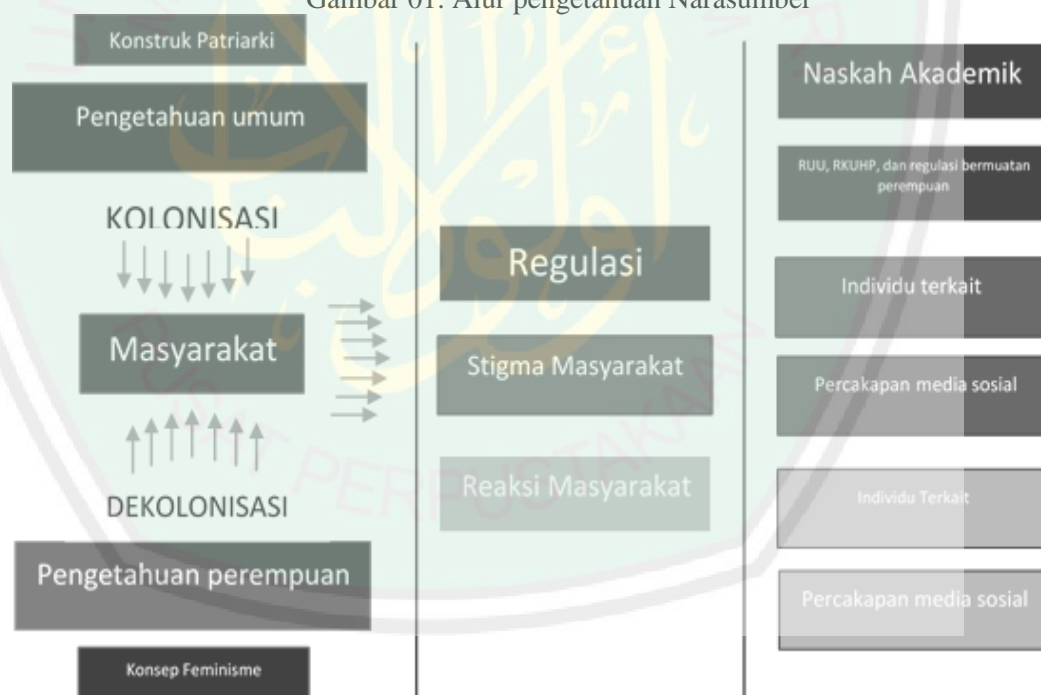 Gambar 01. Alur pengetahuan Narasumber
Konstruk Patriarki
Pengetahuan umum
KOLONISASI
Masyarakat
DEKOLONISASI
Pengetahuan perempuan
Konsep Feminisme
Regulasi
Stigma Masyarakat
Reaksi Masyarakat
Naskah Akademik
RUU, RKUHP, dan regulasi bermuatan
perempuan
Individu terkait
Percakapan media sosial
Individu Terkait
Percakapan media sosial
PUSAT PERPUSTAKAAN